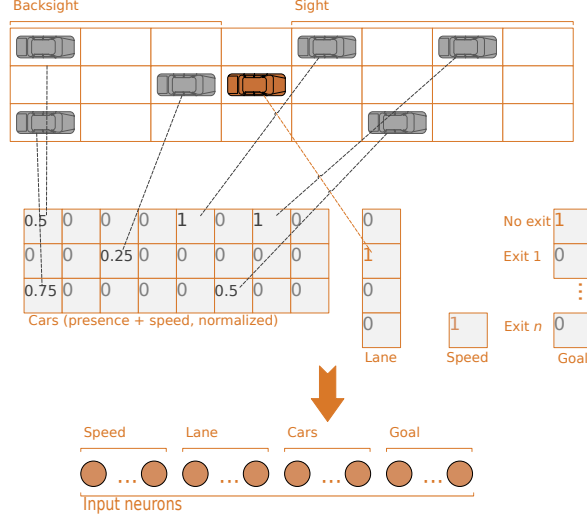 Backsight Sight
0.5 0 0 0 1 0 1 0 0 No exit 1
0 0 0.25 0 0 0 0 0 1 Exit 1 0
0.75 0 0 0 0 0.5 0 0 0 ...
Cars (presence + speed, normalized) 0 1 Exit n 0
Lane Speed Goal
Speed Lane Cars Goal
... ... ... ...
Input neurons